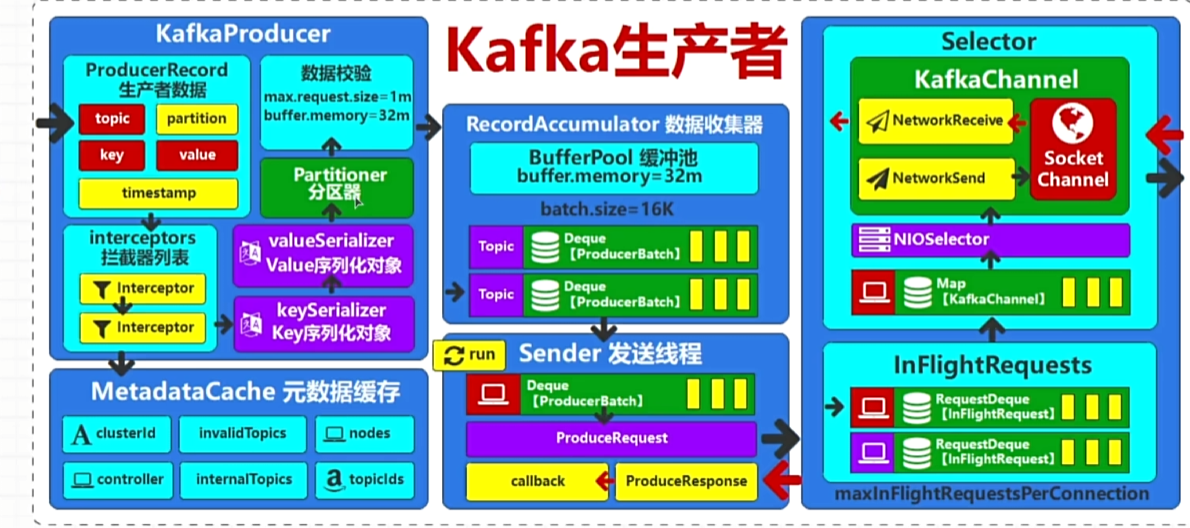 Kafka生产者
KafkaProducer
ProducerRecord
生产者数据
topic
partition
key
value
timestamp
interceptors
拦截器列表
Interceptor
Interceptor
keySerializer
Key序列化对象
valueSerializer
Value序列化对象
Partitioner
分区器
数据校验
max.request.size=1m
buffer.memory=32m
MetadataCache 元数据缓存
A clusterId
invalidTopics
nodes
controller
internalTopics
a topicIds
RecordAccumulator 数据收集器
BufferPool 缓冲池
buffer.memory=32m
batch.size=16K
Topic
Deque
【ProducerBatch】
Topic
Deque
【ProducerBatch】
run
Sender 发送线程
Deque
【ProducerBatch】
ProduceRequest
callback
ProduceResponse
Selector
KafkaChannel
NetworkReceive
NetworkSend
Socket
Channel
NIOSelector
Map
【KafkaChannel】
InFlightRequests
RequestDeque
【InFlightRequest】
RequestDeque
【InFlightRequest】
maxInFlightRequestsPerConnection